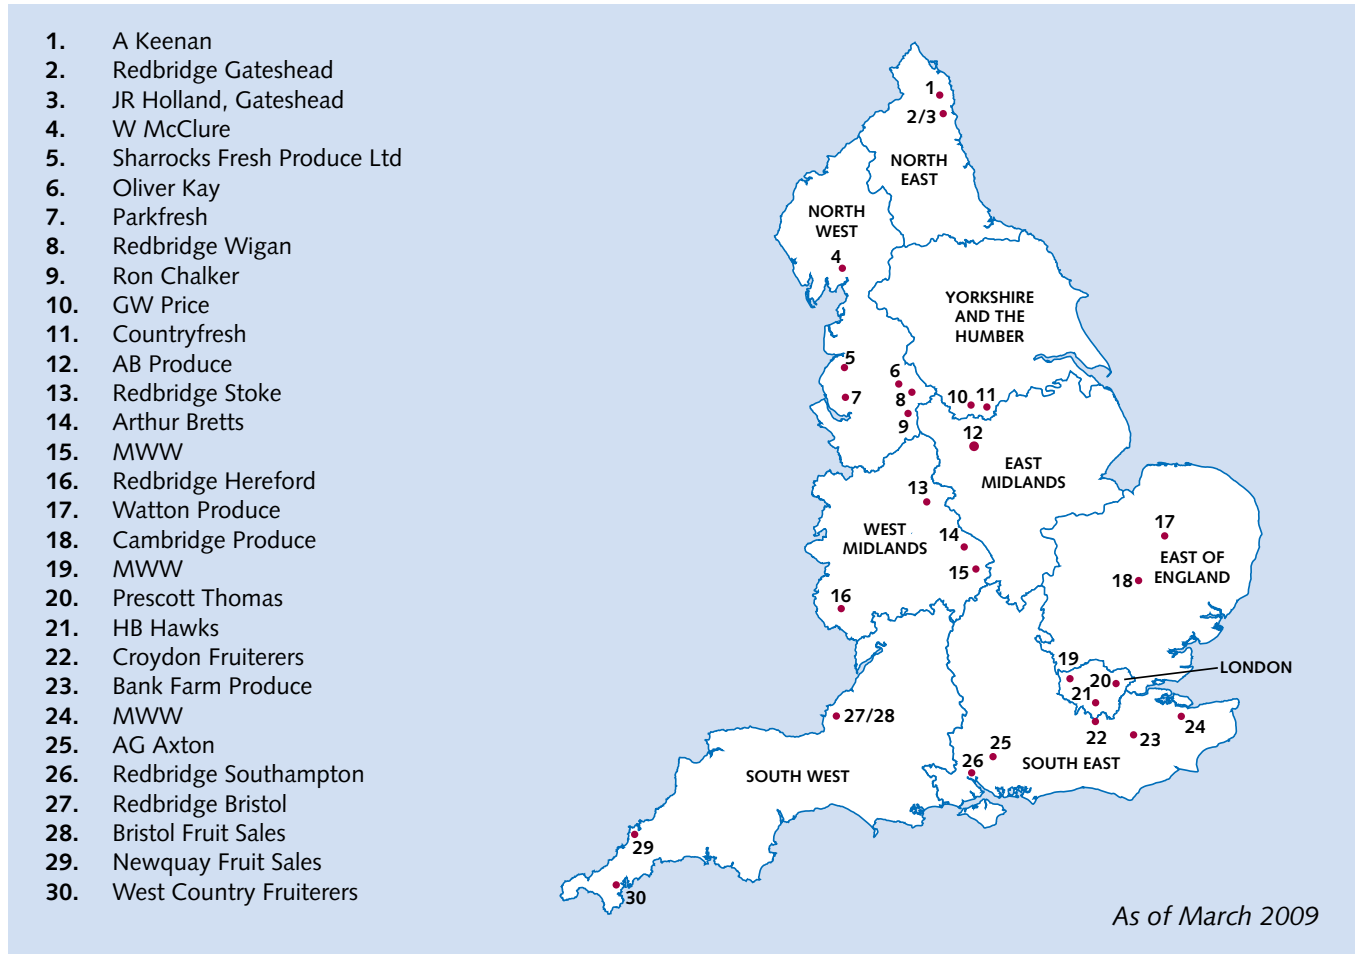 1. A Keenan
2. Redbridge Gateshead
3. JR Holland, Gateshead
4. W McClure
5. Sharrocks Fresh Produce Ltd
6. Oliver Kay
7. Parkfresh
8. Redbridge Wigan
9. Ron Chalker
10. GW Price
11. Countryfresh
12. AB Produce
13. Redbridge Stoke
14. Arthur Bretts
15. MWW
16. Redbridge Hereford
17. Watton Produce
18. Cambridge Produce
19. MWW
20. Prescott Thomas
21. HB Hawks
22. Croydon Fruiterers
23. Bank Farm Produce
24. MWW
25. AG Axton
26. Redbridge Southampton
27. Redbridge Bristol
28. Bristol Fruit Sales
29. Newquay Fruit Sales
30. West Country Fruiterers
1
2/3
NORTH
EAST
NORTH
WEST
4
YORKSHIRE
AND THE
HUMBER
5
6
7
8
9
10
11
12
EAST
MIDLANDS
13
WEST
MIDLANDS
14
15
16
17
EAST OF
ENGLAND
18
19
20
LONDON
21
22
23
24
27/28
25
26
SOUTH EAST
SOUTH WEST
29
30
As of March 2009